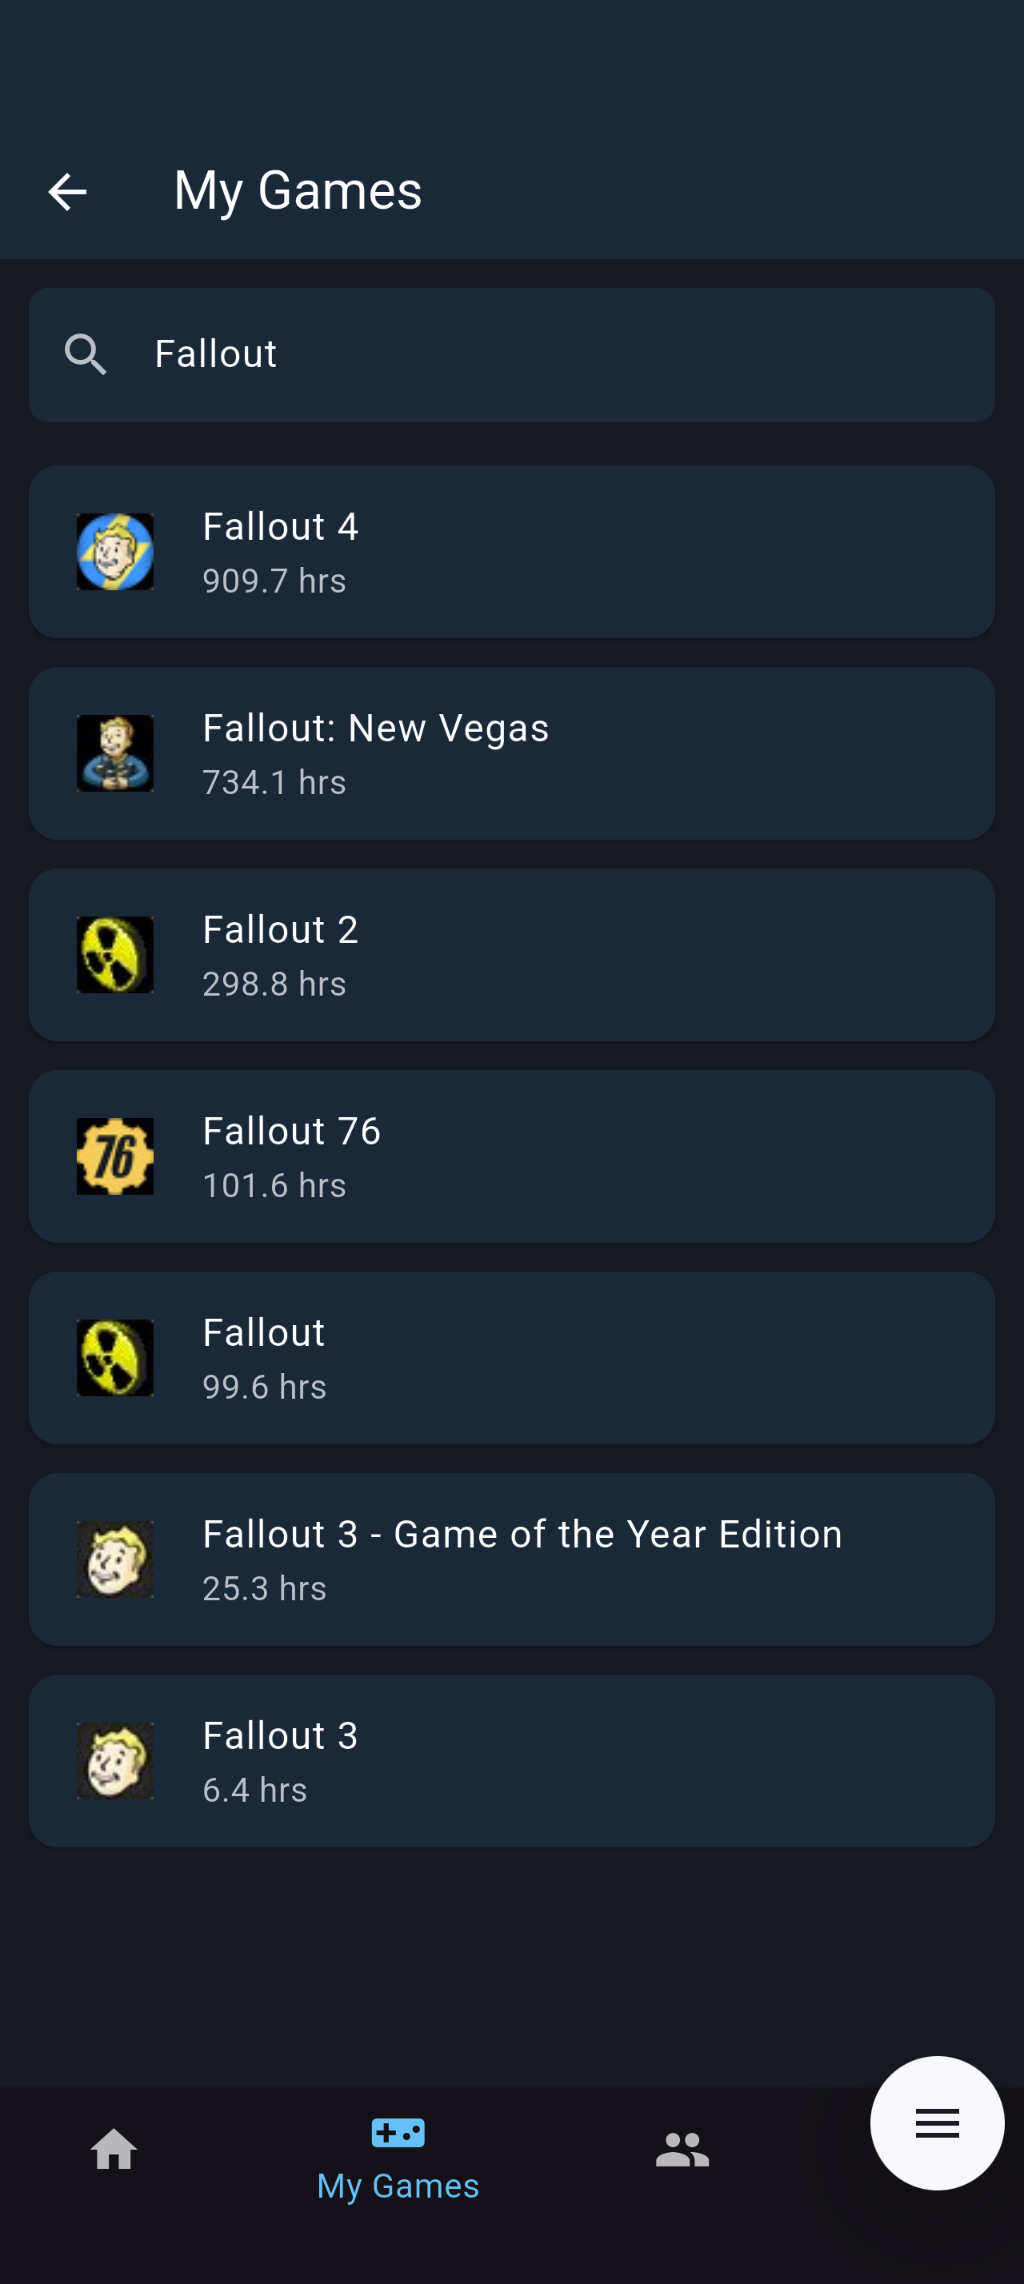 My Games
Fallout
Fallout 4
909.7 hrs
Fallout: New Vegas
734.1 hrs
Fallout 2
298.8 hrs
76
Fallout 76
101.6 hrs
Fallout
99.6 hrs
Fallout 3 - Game of the Year Edition
25.3 hrs
Fallout 3
6.4 hrs
My Games